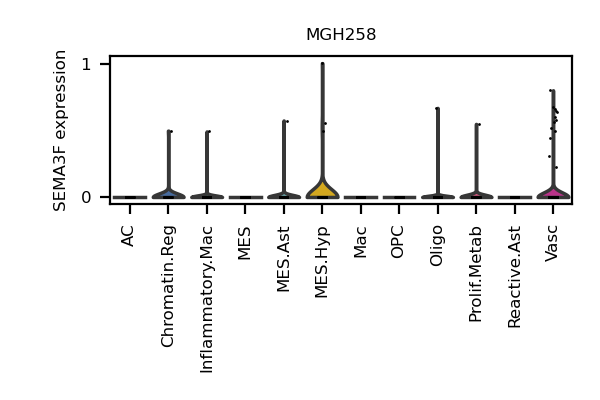 MGH258
SEMA3F expression
1
0
AC
Chromatin.Reg
Inflammatory.Mac
MES
MES.Ast
MES.Hyp
Mac
OPC
Oligo
Prolif.Metab
Reactive.Ast
Vasc